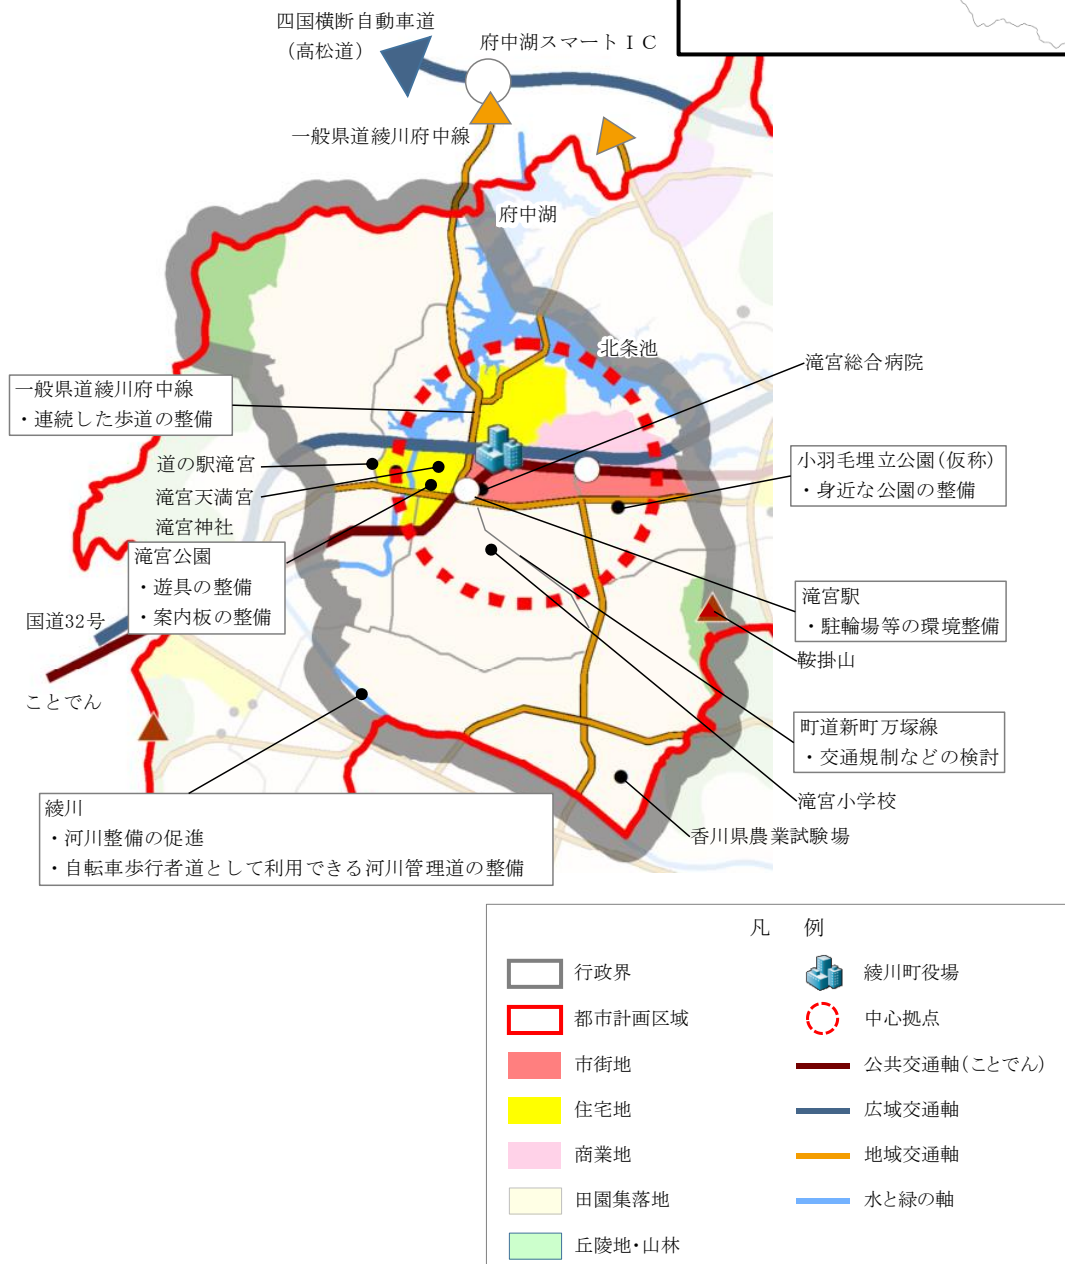 四国横断自動車道
(高松道)
府中湖スマートＩＣ
一般県道綾川府中線
府中湖
北条池
滝宮総合病院
一般県道綾川府中線
・連続した歩道の整備
道の駅滝宮
滝宮天満宮
滝宮神社
小羽毛埋立公園(仮称)
・身近な公園の整備
滝宮公園
・遊具の整備
・案内板の整備
滝宮駅
・駐輪場等の環境整備
国道32号
鞍掛山
ことでん
町道新町万塚線
・交通規制などの検討
滝宮小学校
香川県農業試験場
綾川
・河川整備の促進
・自転車歩行者道として利用できる河川管理道の整備
凡　例
行政界
都市計画区域
市街地
住宅地
商業地
田園集落地
丘陵地・山林
綾川町役場
中心拠点
公共交通軸(ことでん)
広域交通軸
地域交通軸
水と緑の軸